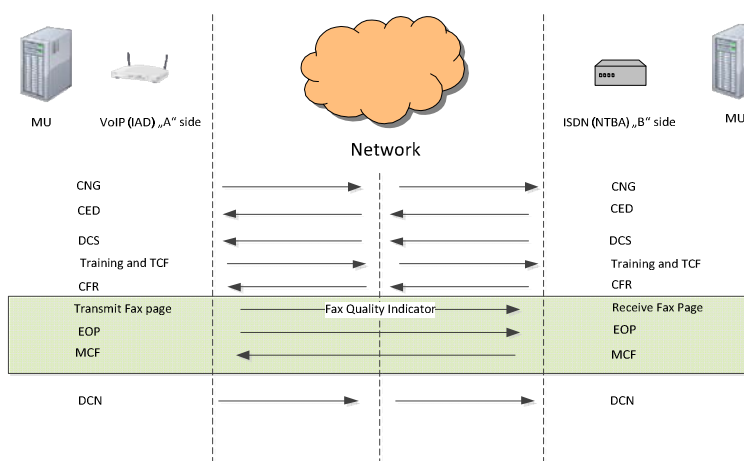 MU
VoIP (IAD) „A“ side
ISDN (NTBA) „B“ side
MU
Network
CNG CNG
CED CED
DCS DCS
Training and TCF Training and TCF
CFR CFR
Transmit Fax page Fax Quality Indicator Receive Fax Page
EOP EOP
MCF MCF
DCN DCN